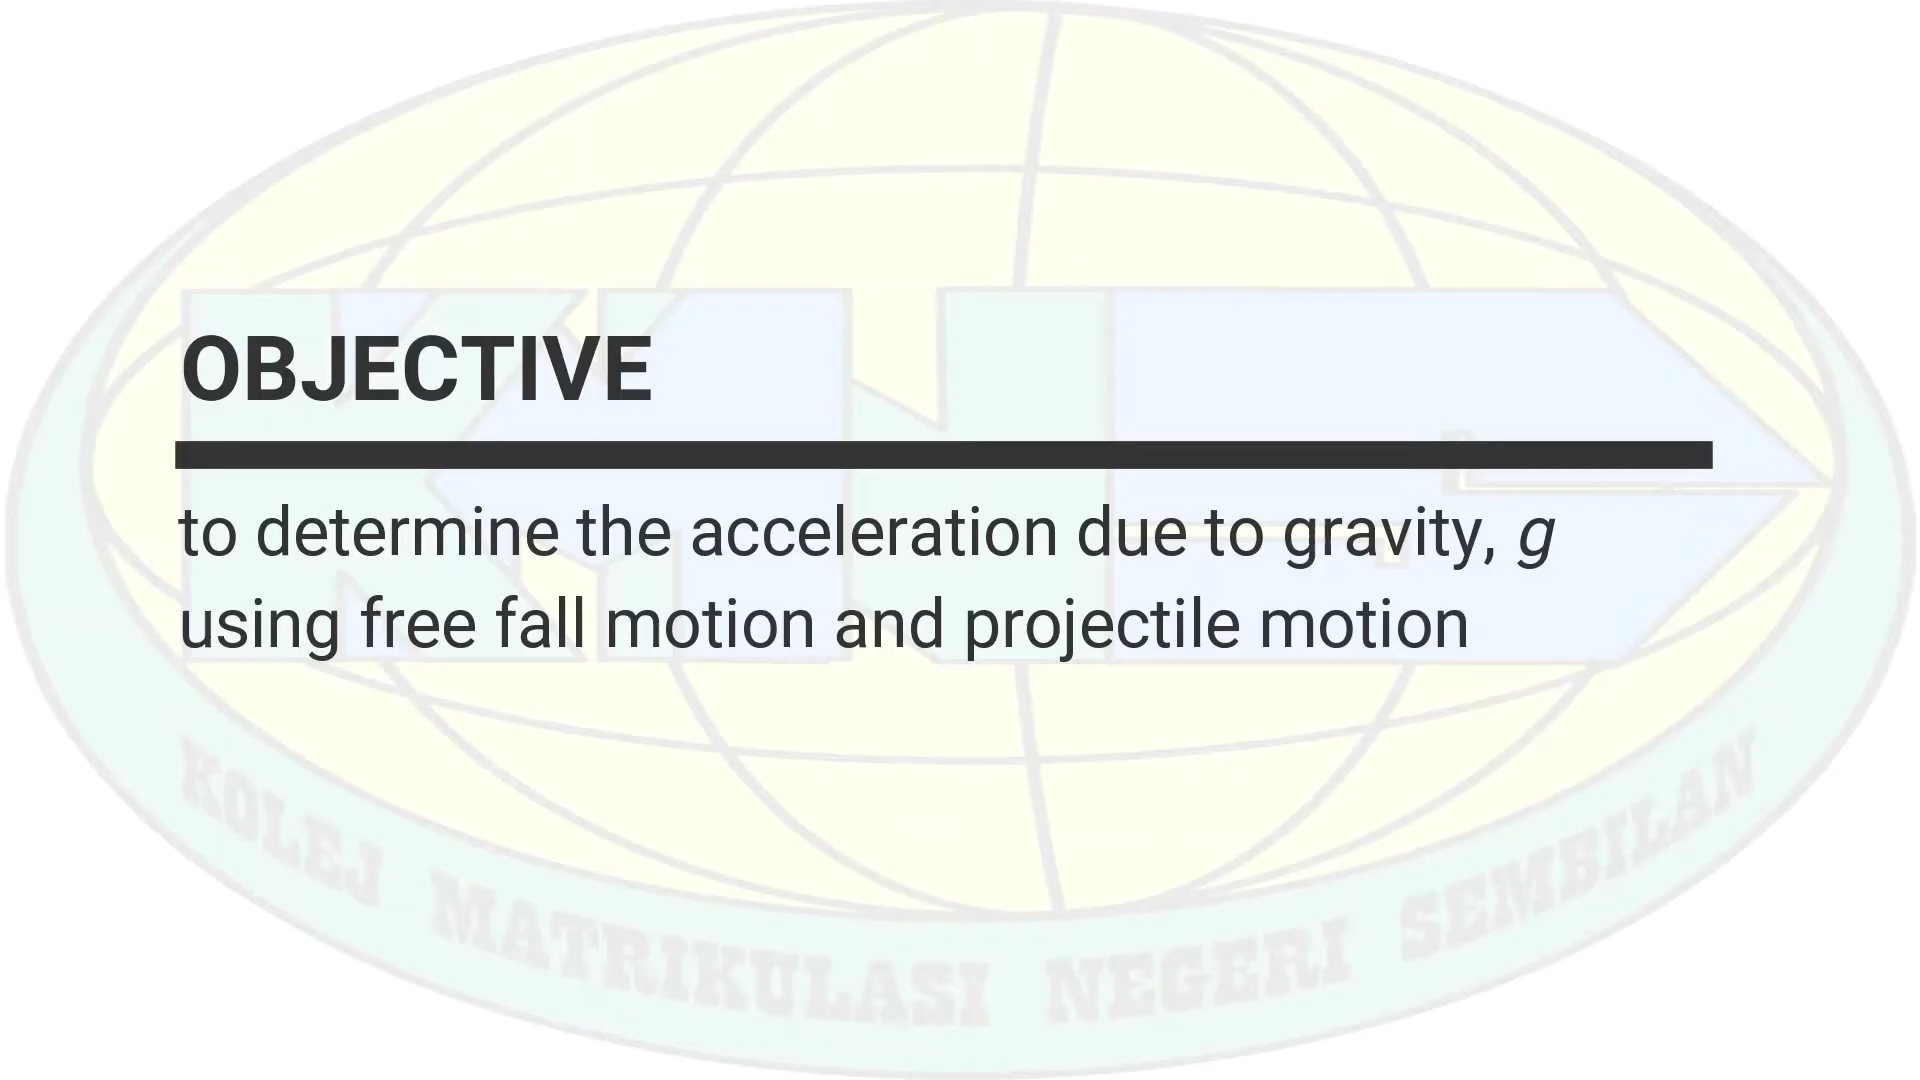 OBJECTIVE
to determine the acceleration due to gravity, g
using free fall motion and projectile motion
KOLEJ MATRIKULASI NEGERI SEMBILAN